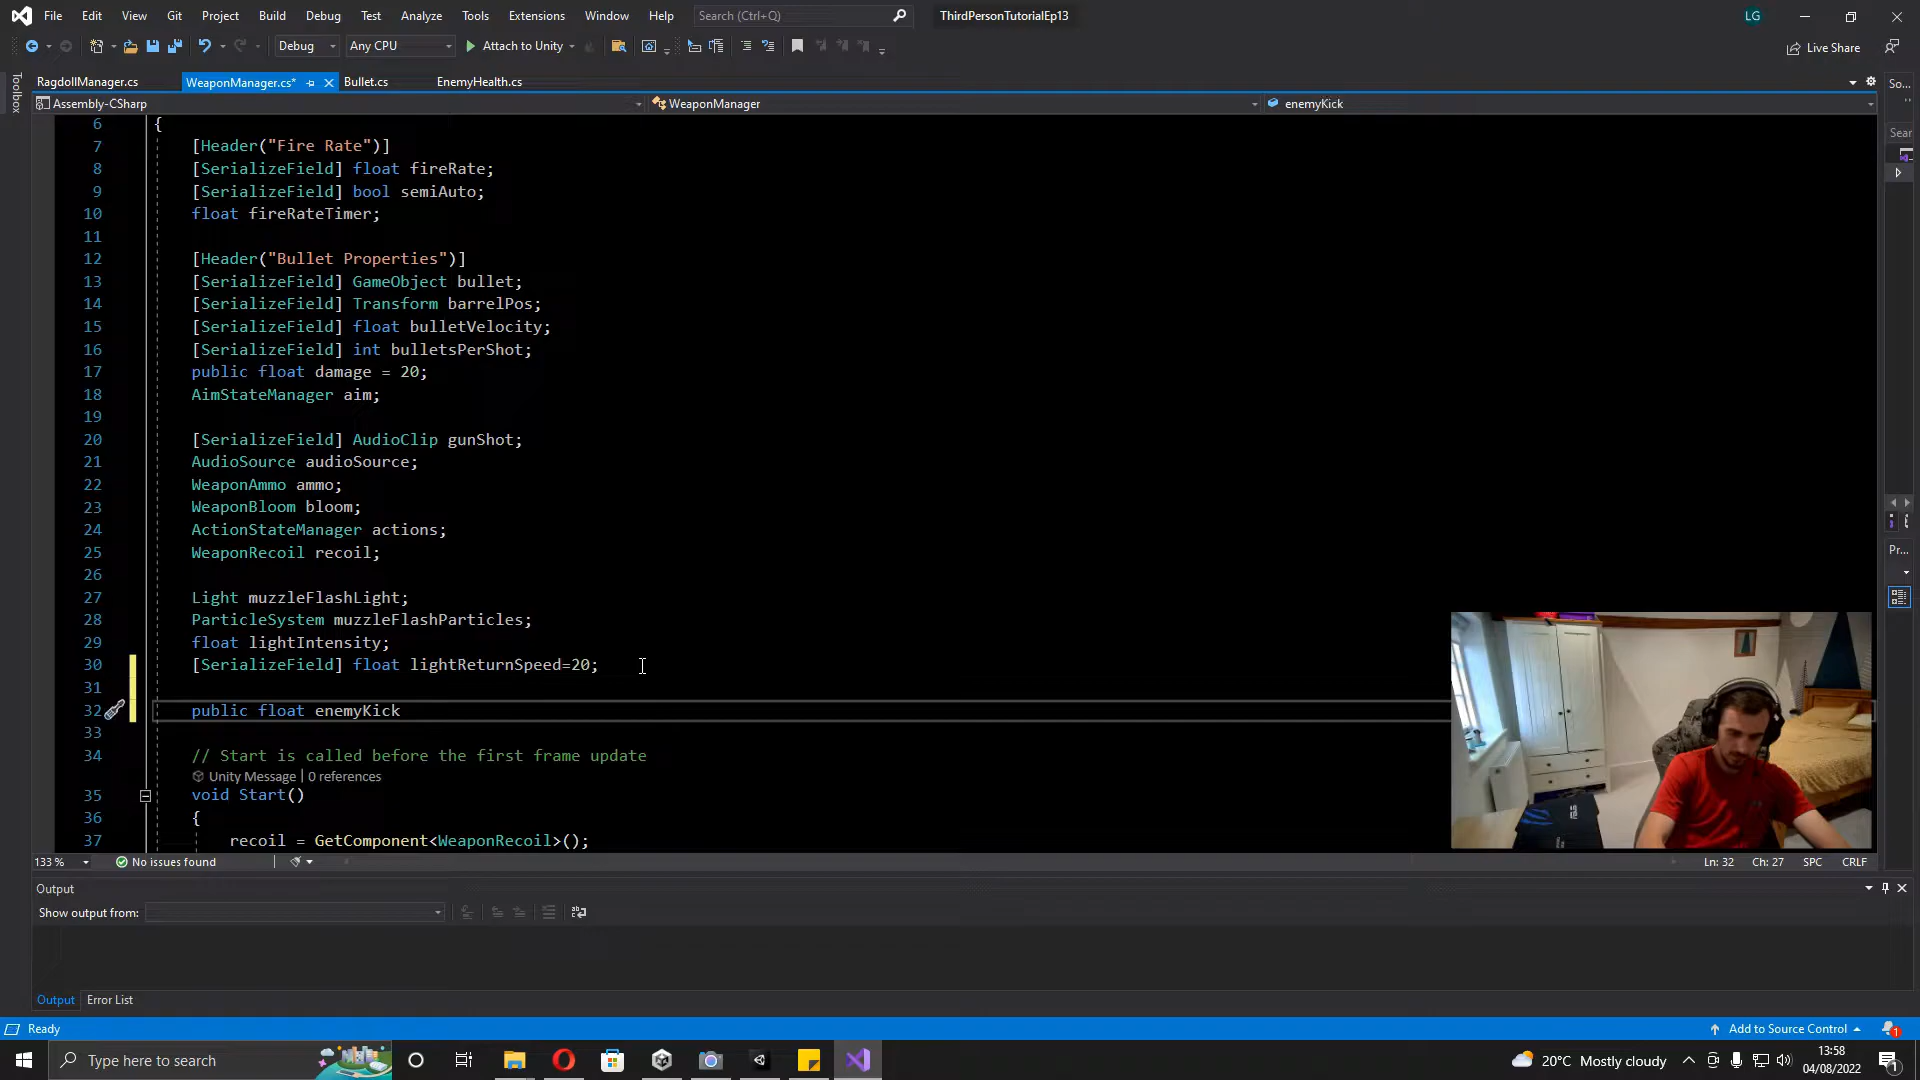 File Edit View Git Project Build Debug Test Analyze Tools Extensions Window Help Search (Ctrl+Q) ThirdPersonTutorialEp13 LG
Debug Any CPU Attach to Unity Live Share
Toolbox
RagdollManager.cs WeaponManager.cs* Bullet.cs EnemyHealth.cs So...
Assembly-CSharp WeaponManager enemyKick
6 {
7 [Header("Fire Rate")]
8 [SerializeField] float fireRate;
9 [SerializeField] bool semiAuto;
10 float fireRateTimer;
11
12 [Header("Bullet Properties")]
13 [SerializeField] GameObject bullet;
14 [SerializeField] Transform barrelPos;
15 [SerializeField] float bulletVelocity;
16 [SerializeField] int bulletsPerShot;
17 public float damage = 20;
18 AimStateManager aim;
19
20 [SerializeField] AudioClip gunShot;
21 AudioSource audioSource;
22 WeaponAmmo ammo;
23 WeaponBloom bloom;
24 ActionStateManager actions;
25 WeaponRecoil recoil;
26
27 Light muzzleFlashLight;
28 ParticleSystem muzzleFlashParticles;
29 float lightIntensity;
30 [SerializeField] float lightReturnSpeed=20;
31
32 public float enemyKick
33
34 // Start is called before the first frame update
Unity Message | 0 references
35 void Start()
36 {
37 recoil = GetComponent<WeaponRecoil>();
Sear
Pr...
133 % No issues found Ln: 32 Ch: 27 SPC CRLF
Output
Show output from:
Output Error List
Ready Add to Source Control 1
Type here to search 20°C Mostly cloudy 13:58
04/08/2022 1